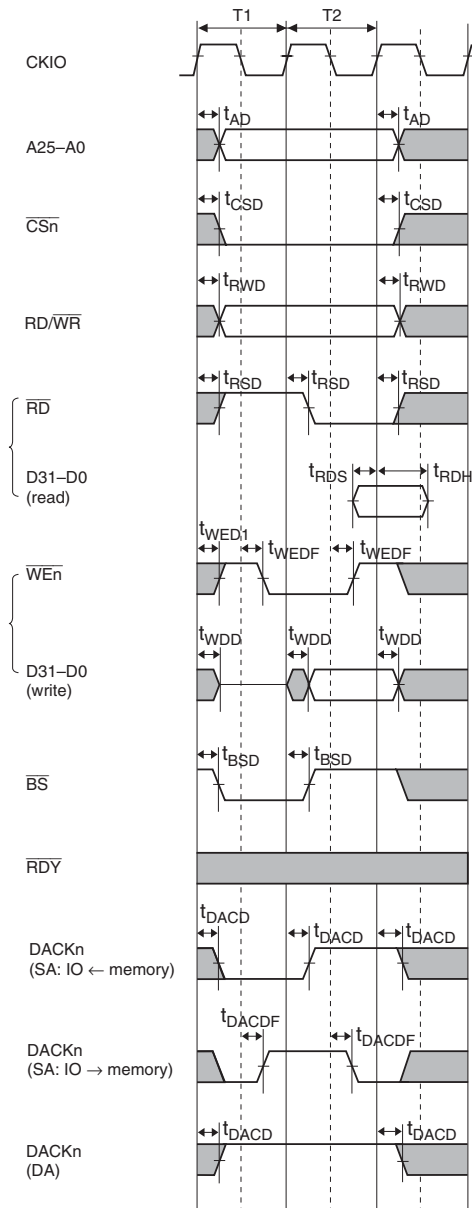 T1 T2
CKIO
tAD tAD
A25–A0
tCSD tCSD
CSn
tRWD tRWD
RD/WR
tRSD tRSD tRSD
RD
D31–D0
(read)
tRDS tRDH
tWED1 tWEDF tWEDF
WEn
tWDD tWDD tWDD
D31–D0
(write)
tBSD tBSD
BS
RDY
tDACD tDACD tDACD
DACKn
(SA: IO ← memory)
tDACDF tDACDF
DACKn
(SA: IO → memory)
tDACD tDACD
DACKn
(DA)